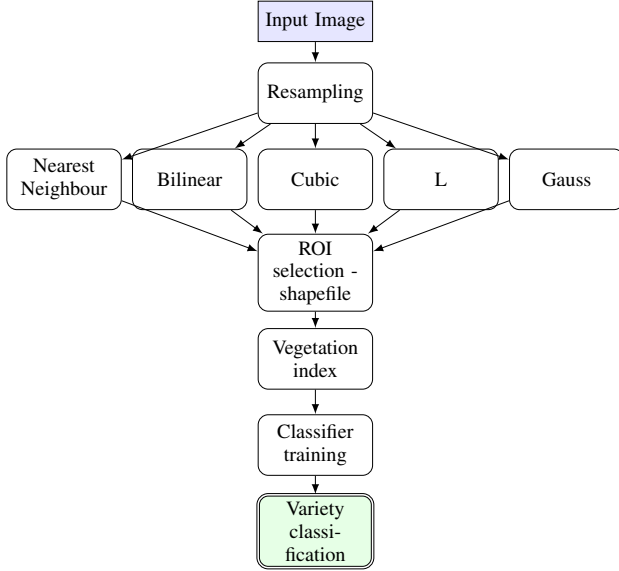 Input Image
Resampling
Nearest
Neighbour
Bilinear
Cubic
L
Gauss
ROI
selection -
shapefile
Vegetation
index
Classifier
training
Variety
classi-
fication